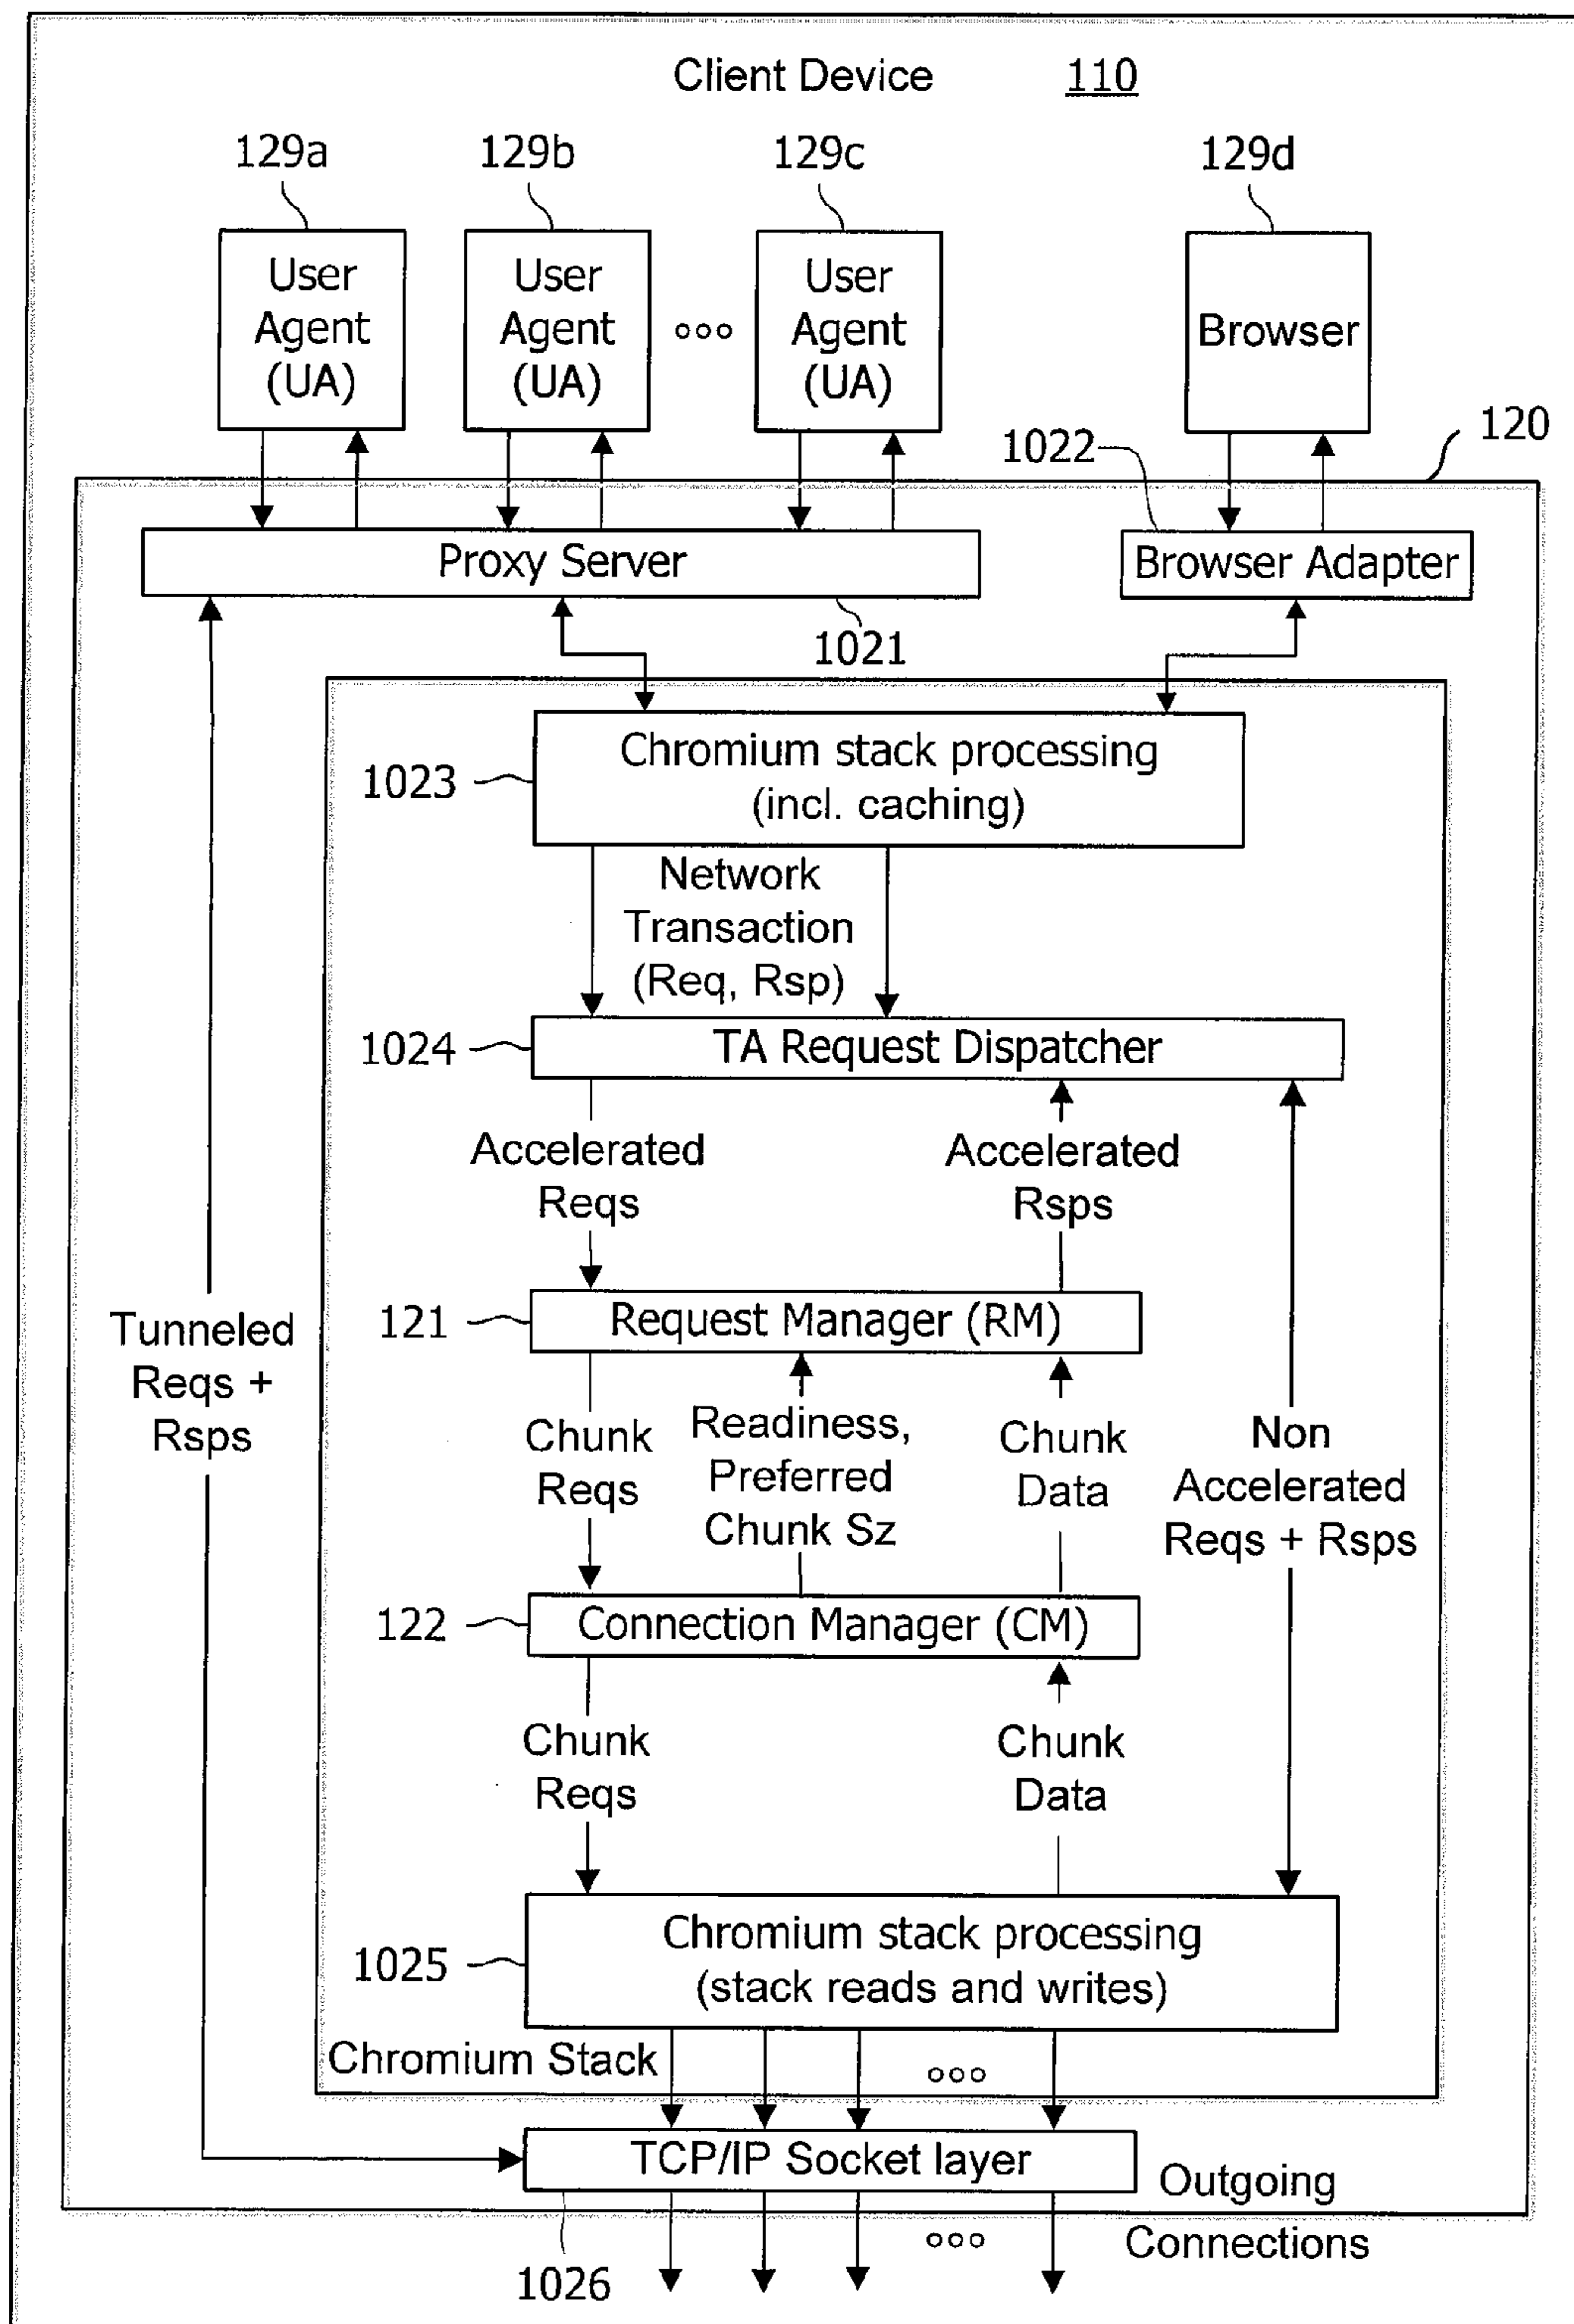 Client Device 110
129a 129b 129c 129d
User
Agent
(UA)
User
Agent
(UA)
User
Agent
(UA)
Browser
1022
120
Proxy Server
Browser Adapter
1021
Chromium stack processing
(incl. caching)
1023
Network
Transaction
(Req, Rsp)
1024
TA Request Dispatcher
Accelerated
Reqs
Accelerated
Rsps
121
Request Manager (RM)
Tunneled
Reqs +
Rsps
Chunk
Reqs
Readiness,
Preferred
Chunk Sz
Chunk
Data
Non
Accelerated
Reqs + Rsps
122
Connection Manager (CM)
Chunk
Reqs
Chunk
Data
1025
Chromium stack processing
(stack reads and writes)
Chromium Stack
TCP/IP Socket layer
Outgoing
Connections
1026